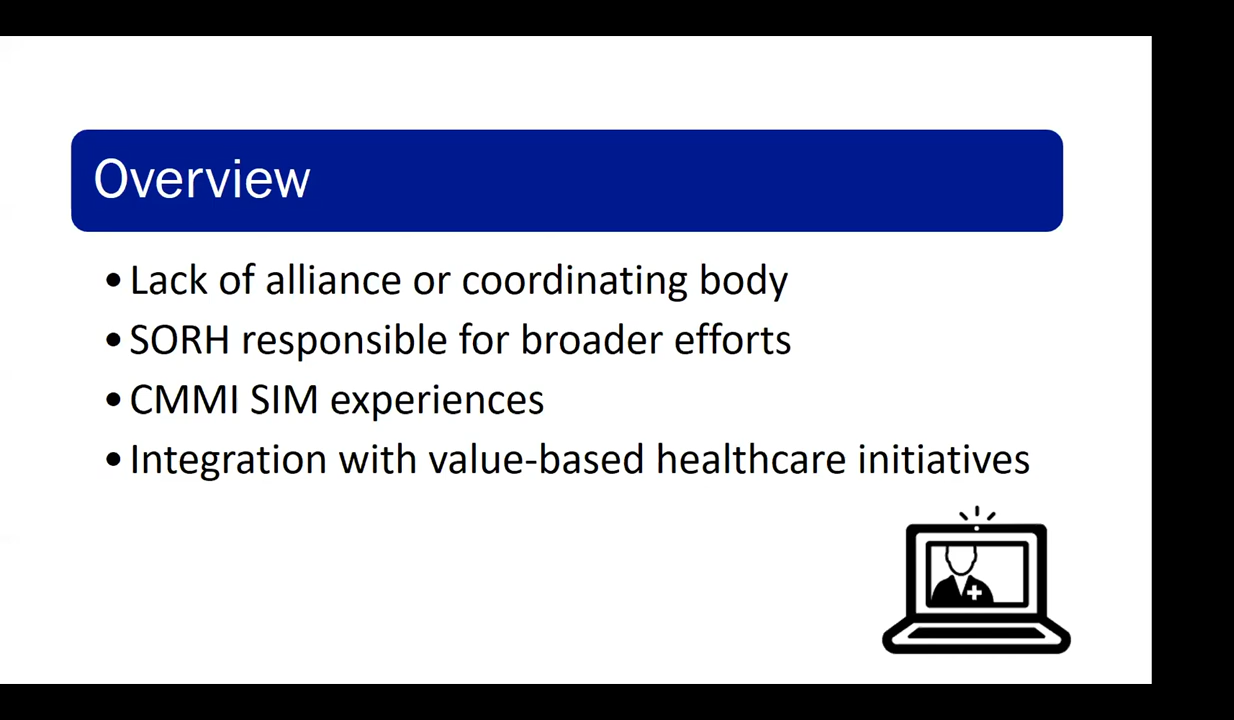 Overview
•Lack of alliance or coordinating body
•SORH responsible for broader efforts
•CMMI SIM experiences
•Integration with value-based healthcare initiatives